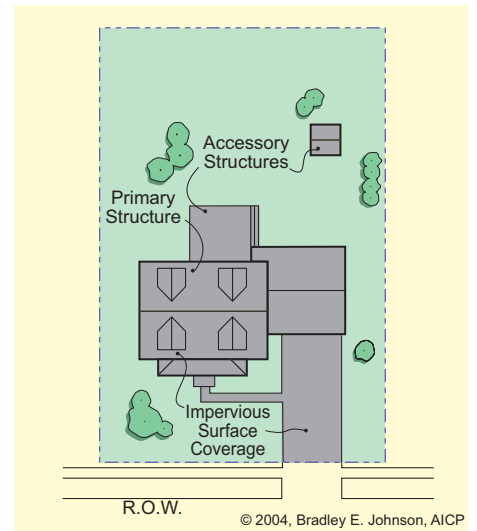 Accessory
Structures
Primary
Structure
Impervious
Surface
Coverage
R.O.W.
© 2004, Bradley E. Johnson, AICP